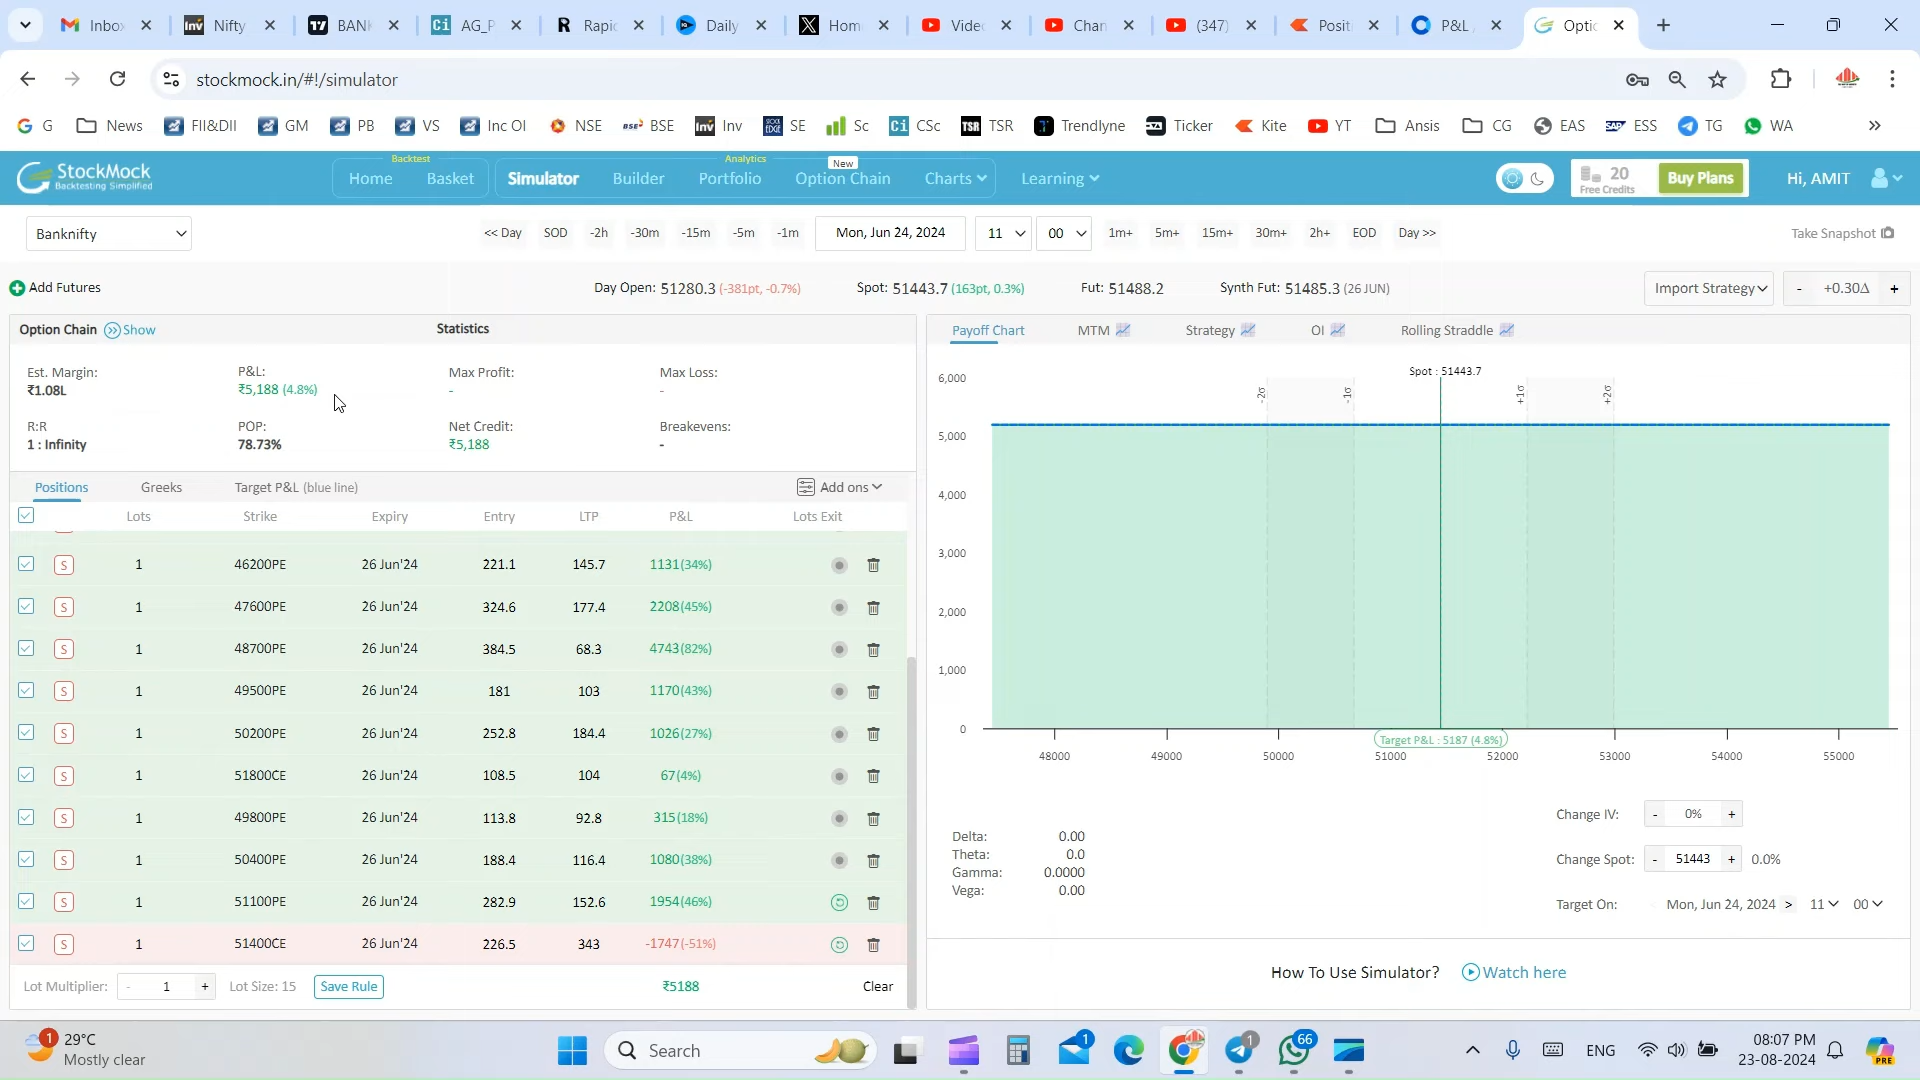 Inbo
Nifty
BANK
AG_P
Rapic
Daily
Hom
Vide
Chan
(347)
Positi
P&L
Optic
stockmock.in/#!/simulator
G
News
FII&DII
GM
PB
VS
Inc OI
NSE
BSE
Inv
SE
Sc
CSc
TSR
Trendlyne
Ticker
Kite
YT
Ansis
CG
EAS
ESS
TG
WA
StockMock
Backtesting Simplified
Backtest
Home
Basket
Simulator
Builder
Analytics
Portfolio
New
Option Chain
Charts
Learning
20
Free Credits
Buy Plans
Hi, AMIT
Banknifty
<< Day
SOD
-2h
-30m
-15m
-5m
-1m
Mon, Jun 24, 2024
11
00
1m+
5m+
15m+
30m+
2h+
EOD
Day >>
Take Snapshot
Add Futures
Day Open: 51280.3 (-381pt, -0.7%)
Spot: 51443.7 (163pt, 0.3%)
Fut: 51488.2
Synth Fut: 51485.3 (26 JUN)
Import Strategy
- +0.30Δ +
Option Chain Show
Statistics
Est. Margin:
₹1.08L
P&L:
₹5,188 (4.8%)
Max Profit:
-
Max Loss:
-
R:R
1 : Infinity
POP:
78.73%
Net Credit:
₹5,188
Breakevens:
-
Positions
Greeks
Target P&L (blue line)
Add ons
Lots Strike Expiry Entry LTP P&L Lots Exit
S 1 46200PE 26 Jun'24 221.1 145.7 1131(34%)
S 1 47600PE 26 Jun'24 324.6 177.4 2208(45%)
S 1 48700PE 26 Jun'24 384.5 68.3 4743(82%)
S 1 49500PE 26 Jun'24 181 103 1170(43%)
S 1 50200PE 26 Jun'24 252.8 184.4 1026(27%)
S 1 51800CE 26 Jun'24 108.5 104 67(4%)
S 1 49800PE 26 Jun'24 113.8 92.8 315(18%)
S 1 50400PE 26 Jun'24 188.4 116.4 1080(38%)
S 1 51100PE 26 Jun'24 282.9 152.6 1954(46%)
S 1 51400CE 26 Jun'24 226.5 343 -1747(-51%)
Lot Multiplier: - 1 + Lot Size: 15 Save Rule ₹5188 Clear
Payoff Chart
MTM
Strategy
OI
Rolling Straddle
Spot : 51443.7
-2σ
-1σ
+1σ
+2σ
6,000
5,000
4,000
3,000
2,000
1,000
0
Target P&L : 5187 (4.8%)
48000
49000
50000
51000
52000
53000
54000
55000
Delta: 0.00
Theta: 0.0
Gamma: 0.0000
Vega: 0.00
Change IV: - 0% +
Change Spot: - 51443 + 0.0%
Target On: Mon, Jun 24, 2024 > 11 00
How To Use Simulator? Watch here
1
29°C
Mostly clear
Search
1
1
66
ENG
08:07 PM
23-08-2024
PRE